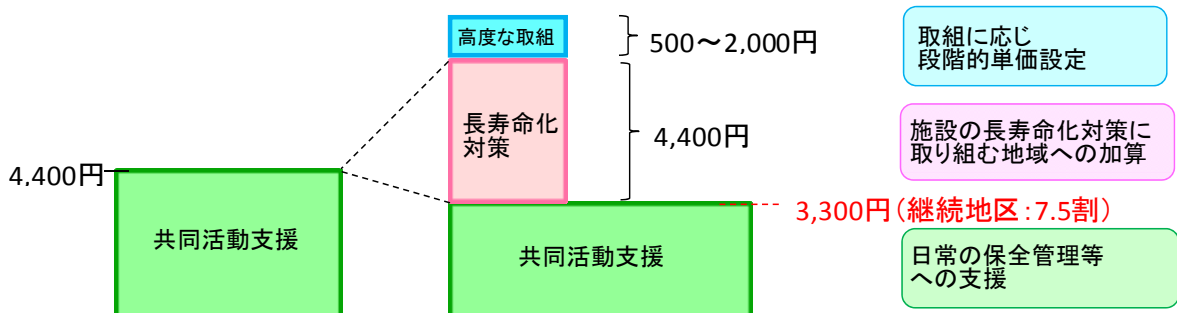 高度な取組
500～2,000円
取組に応じ
段階的単価設定
長寿命化
対策
4,400円
施設の長寿命化対策に
取り組む地域への加算
4,400円
3,300円（継続地区：7.5割）
共同活動支援
共同活動支援
日常の保全管理等
への支援